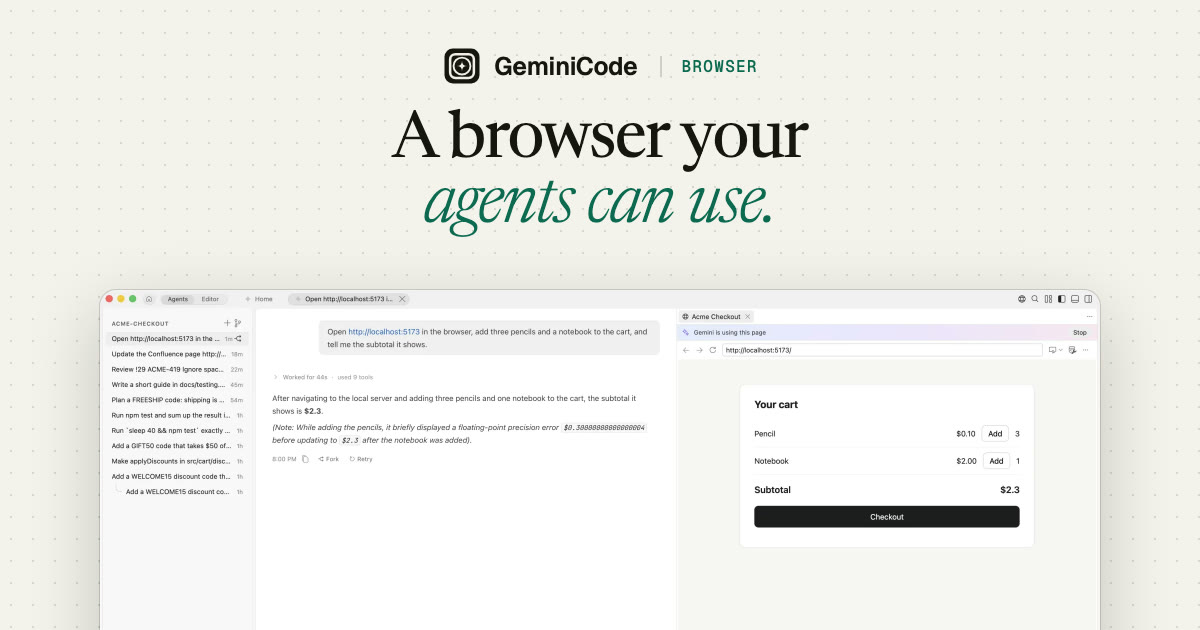 GeminiCode
BROWSER
A browser your
agents can use.
Agents
Editor
Home
Open http://localhost:5173 i...
ACME-CHECKOUT
Open http://localhost:5173 in the ... 1m
Update the Confluence page http://... 18m
Review !29 ACME-419 Ignore spac... 22m
Write a short guide in docs/testing.... 45m
Plan a FREESHIP code: shipping is ... 54m
Run npm test and sum up the result i... 1h
Run `sleep 40 && npm test` exactly ... 1h
Add a GIFT50 code that takes $50 of... 1h
Make applyDiscounts in src/cart/disc... 1h
Add a WELCOME15 discount code th... 1h
Add a WELCOME15 discount co... 1h
Open http://localhost:5173 in the browser, add three pencils and a notebook to the cart, and
tell me the subtotal it shows.
Worked for 44s · used 9 tools
After navigating to the local server and adding three pencils and one notebook to the cart, the subtotal it
shows is $2.3.
(Note: While adding the pencils, it briefly displayed a floating-point precision error $0.30000000000000004
before updating to $2.3 after the notebook was added).
8:00 PM
Fork
Retry
Acme Checkout
Gemini is using this page
Stop
http://localhost:5173/
Your cart
Pencil $0.10 Add 3
Notebook $2.00 Add 1
Subtotal $2.3
Checkout